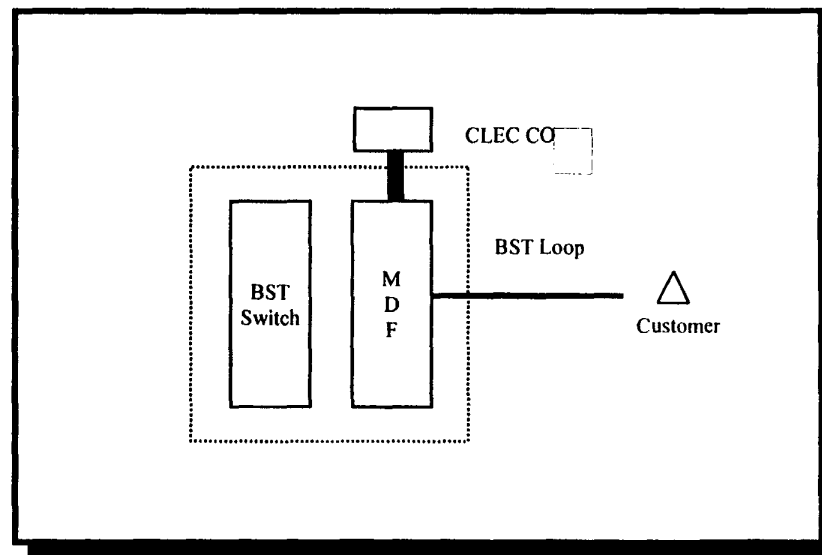 CLEC CO
BST Loop
BST
Switch
M
D
F
Customer